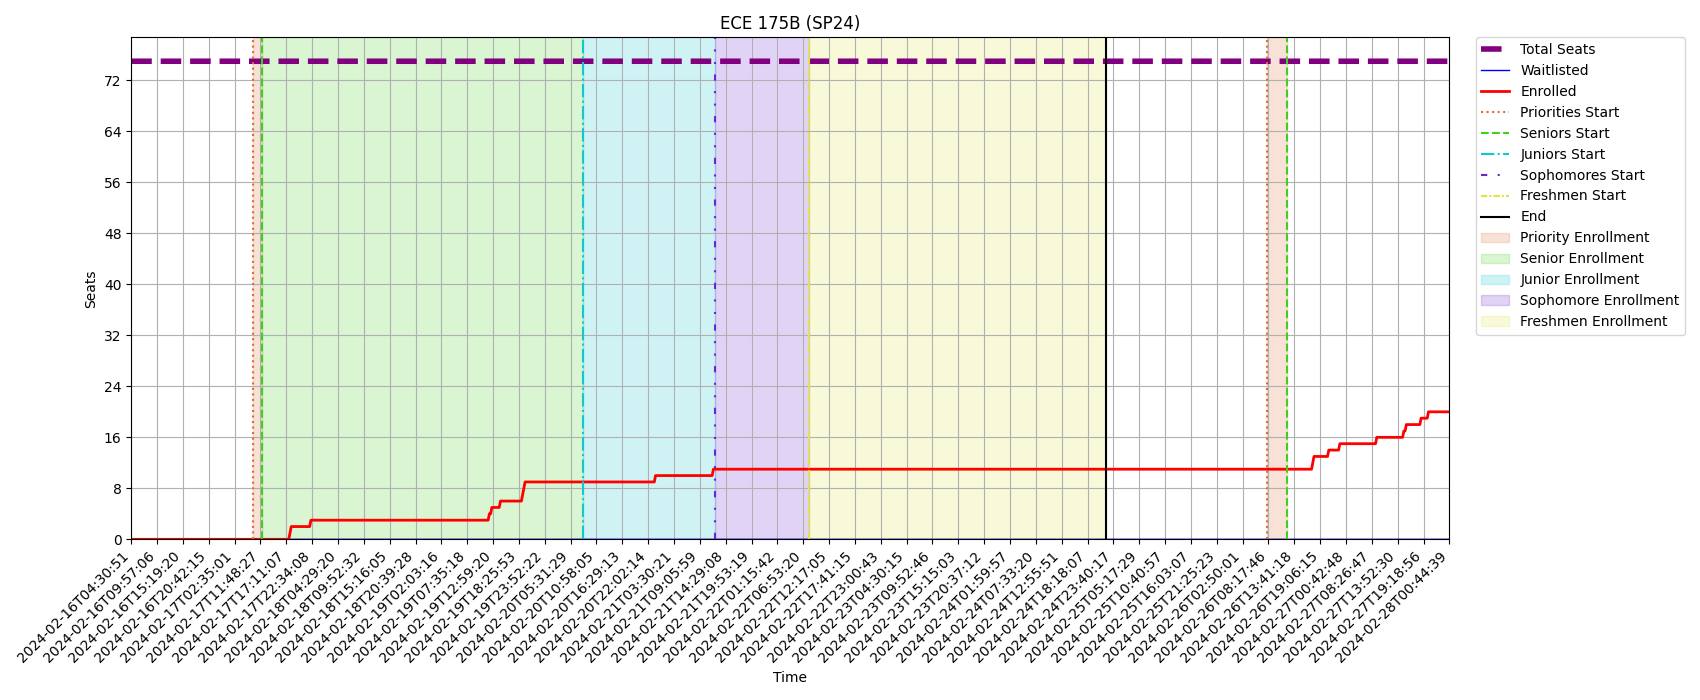 ECE 175B (SP24)
Total Seats
Waitlisted
Enrolled
Priorities Start
Seniors Start
Juniors Start
Sophomores Start
Freshmen Start
End
Priority Enrollment
Senior Enrollment
Junior Enrollment
Sophomore Enrollment
Freshmen Enrollment
Seats
72
64
56
48
40
32
24
16
8
0
2024-02-16T04:30:51
2024-02-16T09:57:06
2024-02-16T15:19:20
2024-02-16T20:42:15
2024-02-17T02:35:01
2024-02-17T11:48:27
2024-02-17T17:11:07
2024-02-17T22:34:08
2024-02-18T04:29:20
2024-02-18T09:52:32
2024-02-18T15:16:05
2024-02-18T20:39:28
2024-02-19T02:03:16
2024-02-19T07:35:18
2024-02-19T12:59:20
2024-02-19T18:25:53
2024-02-19T23:52:22
2024-02-20T05:31:29
2024-02-20T10:58:05
2024-02-20T16:29:13
2024-02-20T22:02:14
2024-02-21T03:30:21
2024-02-21T09:05:59
2024-02-21T14:29:08
2024-02-21T19:53:19
2024-02-22T01:15:42
2024-02-22T06:53:20
2024-02-22T12:17:05
2024-02-22T17:41:15
2024-02-22T23:00:43
2024-02-23T04:30:15
2024-02-23T09:52:46
2024-02-23T15:15:03
2024-02-23T20:37:12
2024-02-24T01:59:57
2024-02-24T07:33:20
2024-02-24T12:55:51
2024-02-24T18:18:07
2024-02-24T23:40:17
2024-02-25T05:17:29
2024-02-25T10:40:57
2024-02-25T16:03:07
2024-02-25T21:25:23
2024-02-26T02:50:01
2024-02-26T08:17:46
2024-02-26T13:41:18
2024-02-26T19:06:15
2024-02-27T00:42:48
2024-02-27T08:26:47
2024-02-27T13:52:30
2024-02-27T19:18:56
2024-02-28T00:44:39
Time